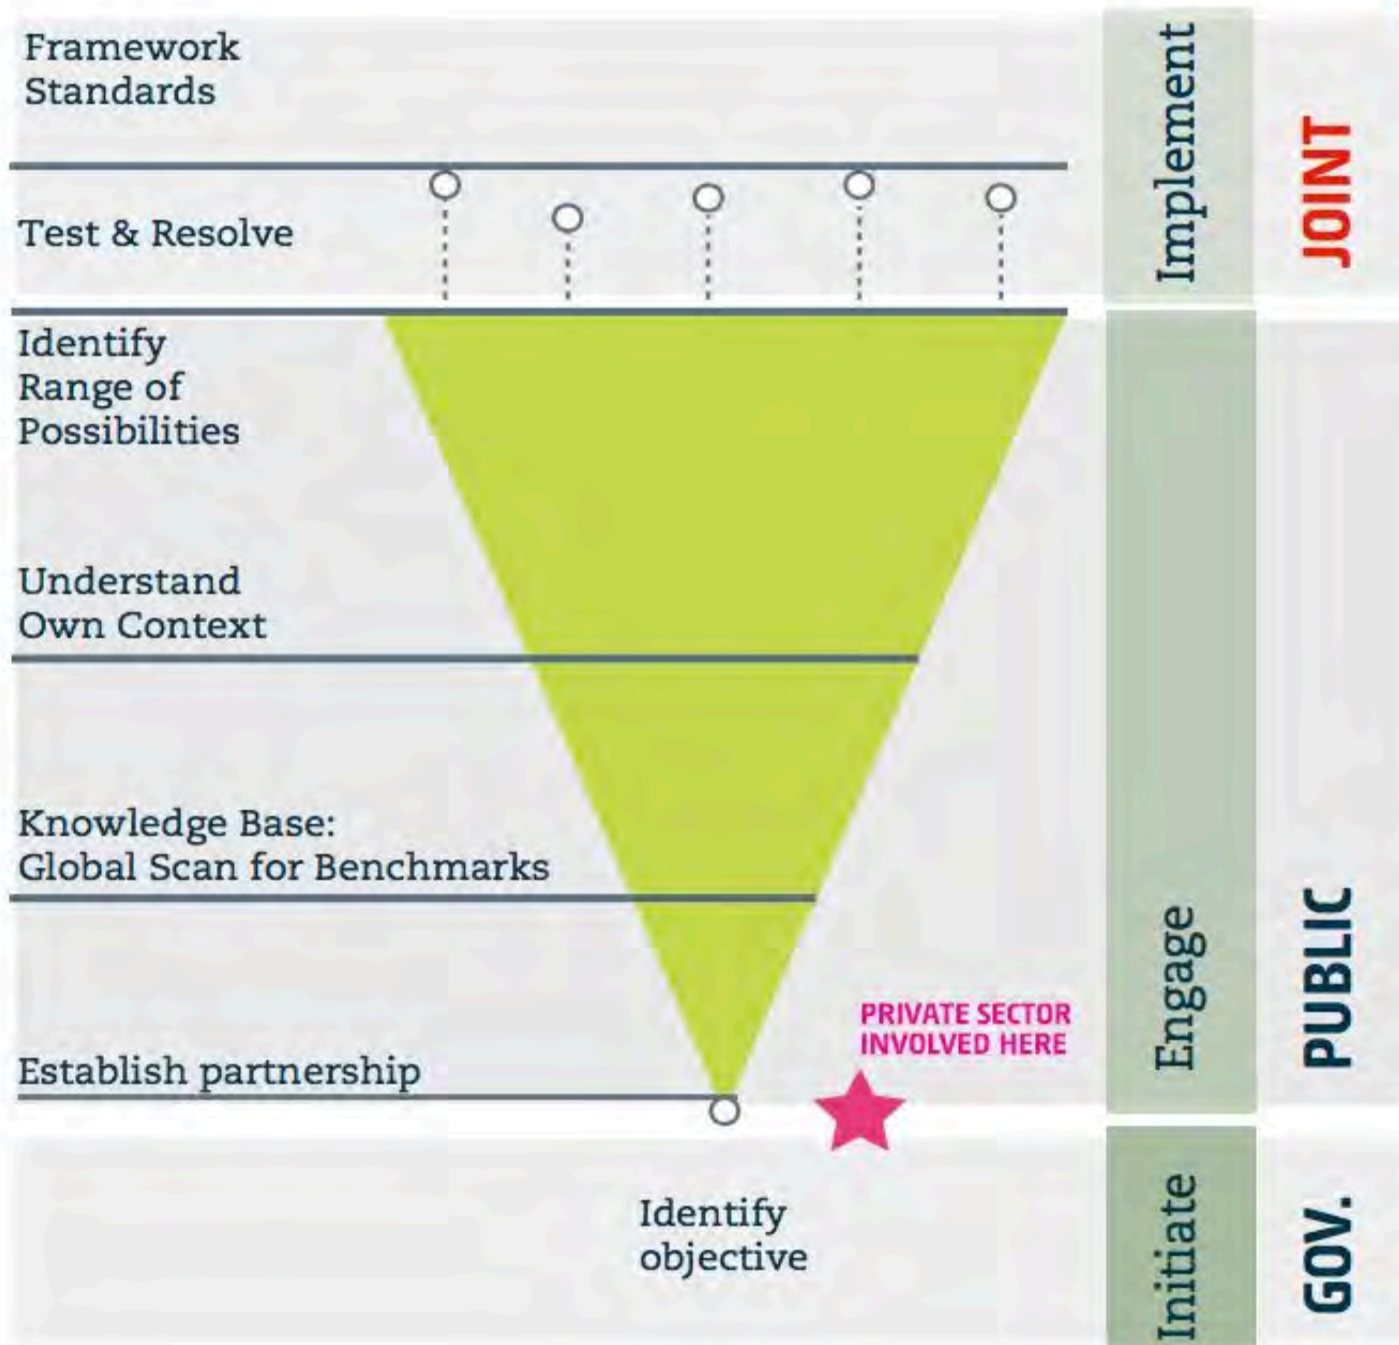 Framework
Standards
Implement
JOINT
Test & Resolve
Identify
Range of
Possibilities
Understand
Own Context
Knowledge Base:
Global Scan for Benchmarks
Engage
PUBLIC
PRIVATE SECTOR
INVOLVED HERE
Establish partnership
Identify
objective
Initiate
GOV.